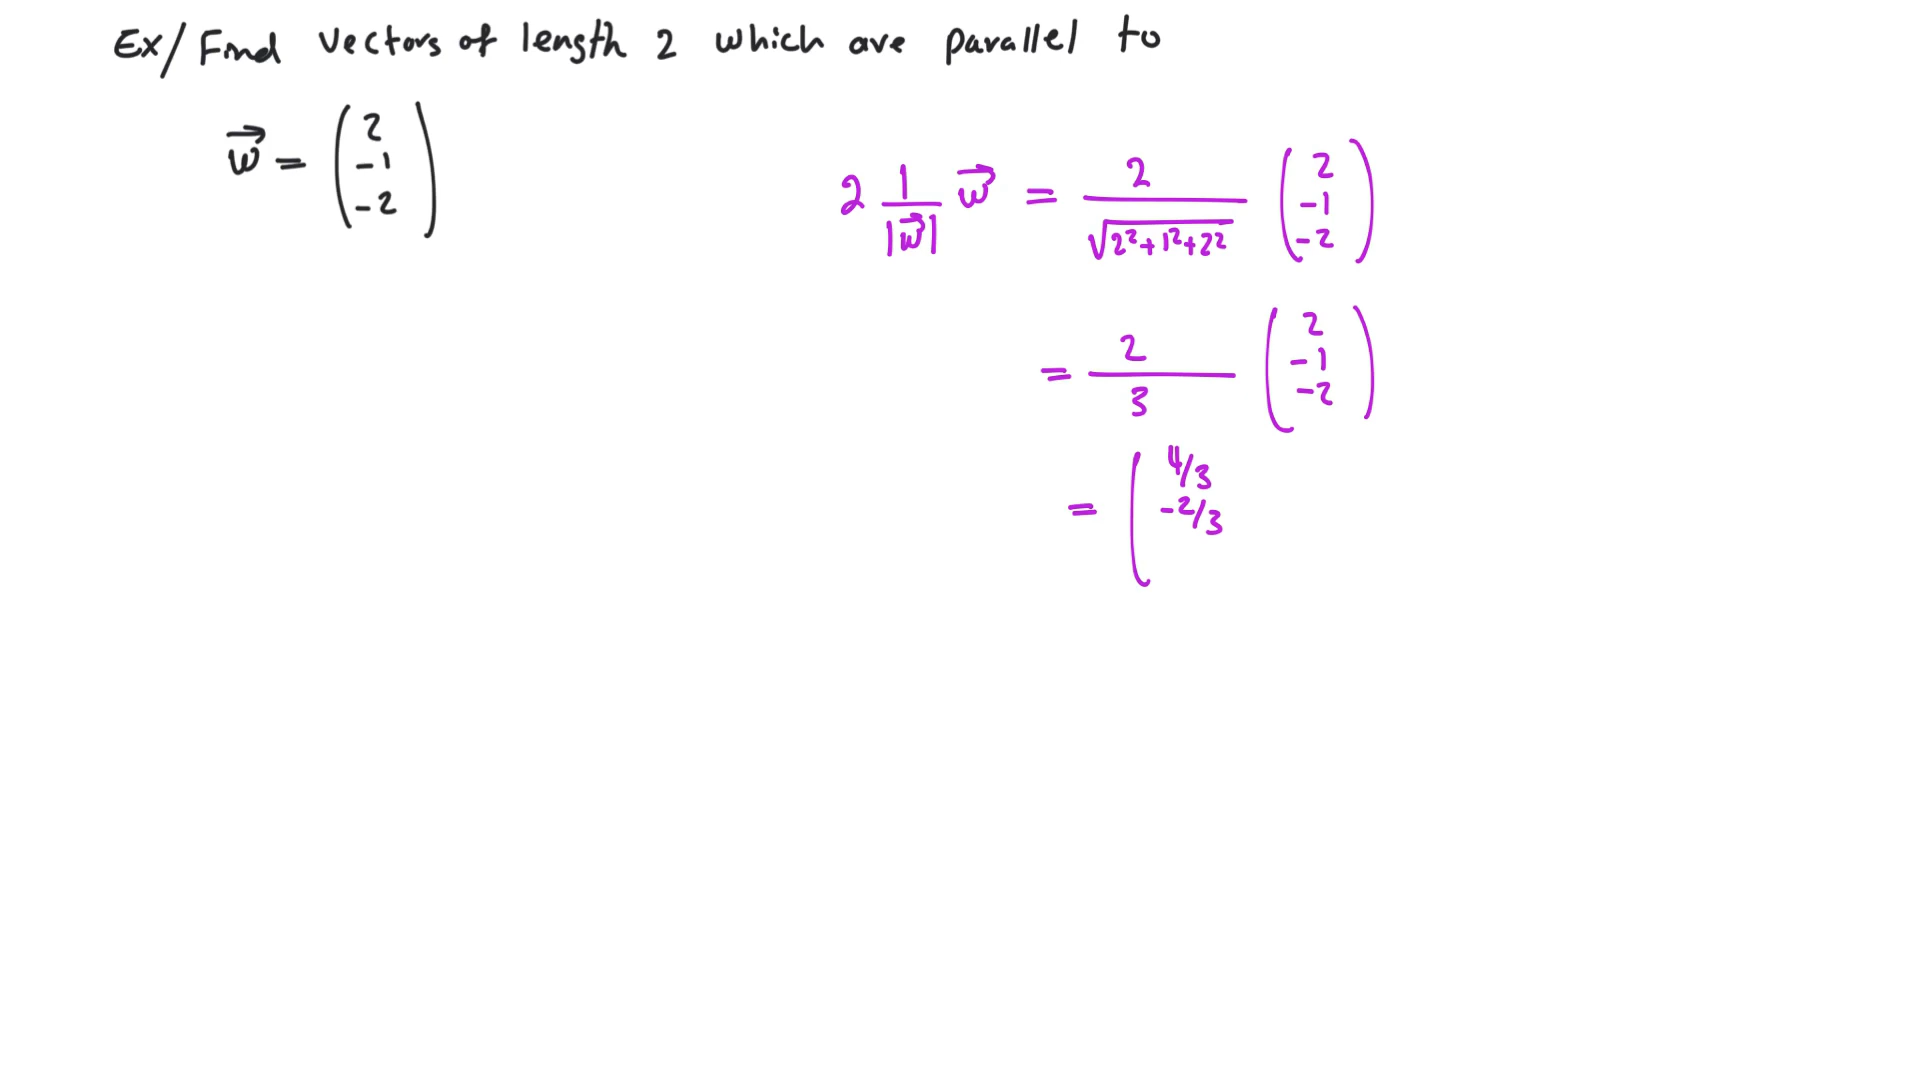 Ex/ Find vectors of length 2 which are parallel to
w⃗ = ( 2
-1
-2 )
2 1/|w⃗| w⃗ = 2/√(2²+1²+2²) ( 2
-1
-2 )
= 2/3 ( 2
-1
-2 )
= ( 4/3
-2/3